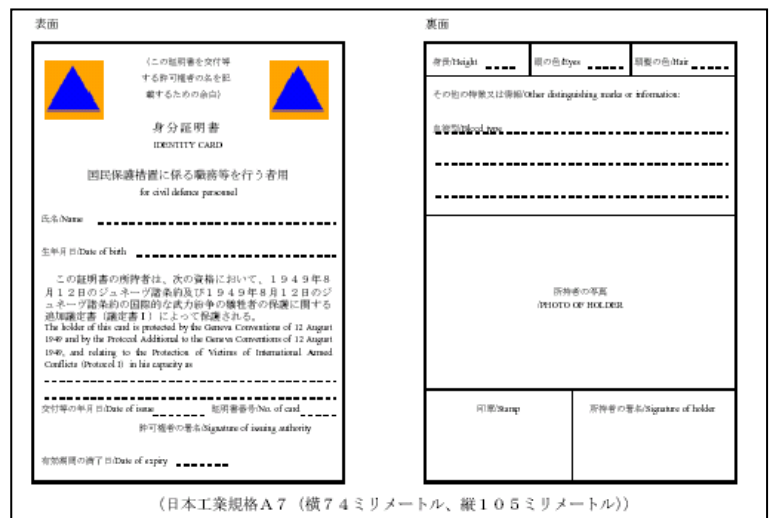 表面
(この証明書を交付等
する許可権者の名を記
載するための余白)
身分証明書
IDENTITY CARD
国民保護措置に係る職務等を行う者用
for civil defence personnel
氏名/Name
生年月日/Date of birth
この証明書の所持者は、次の資格において、1949年8
月12日のジュネーヴ諸条約及び1949年8月12日のジ
ュネーヴ諸条約の国際的な武力紛争の犠牲者の保護に関する
追加議定書(議定書Ⅰ)によって保護される。
The holder of this card is protected by the Geneva Conventions of 12 August
1949 and by the Protocol Additional to the Geneva Conventions of 12 August
1949, and relating to the Protection of Victims of International Armed
Conflicts (Protocol I) in his capacity as
交付等の年月日/Date of issue 証明書番号/No. of card
許可権者の署名/Signature of issuing authority
有効期間の満了日/Date of expiry
裏面
身長/Height 眼の色/Eyes 頭髪の色/Hair
その他の特徴又は情報/Other distinguishing marks or information:
血液型/Blood type
所持者の写真
/PHOTO OF HOLDER
印章/Stamp 所持者の署名/Signature of holder
(日本工業規格A7(横74ミリメートル、縦105ミリメートル))